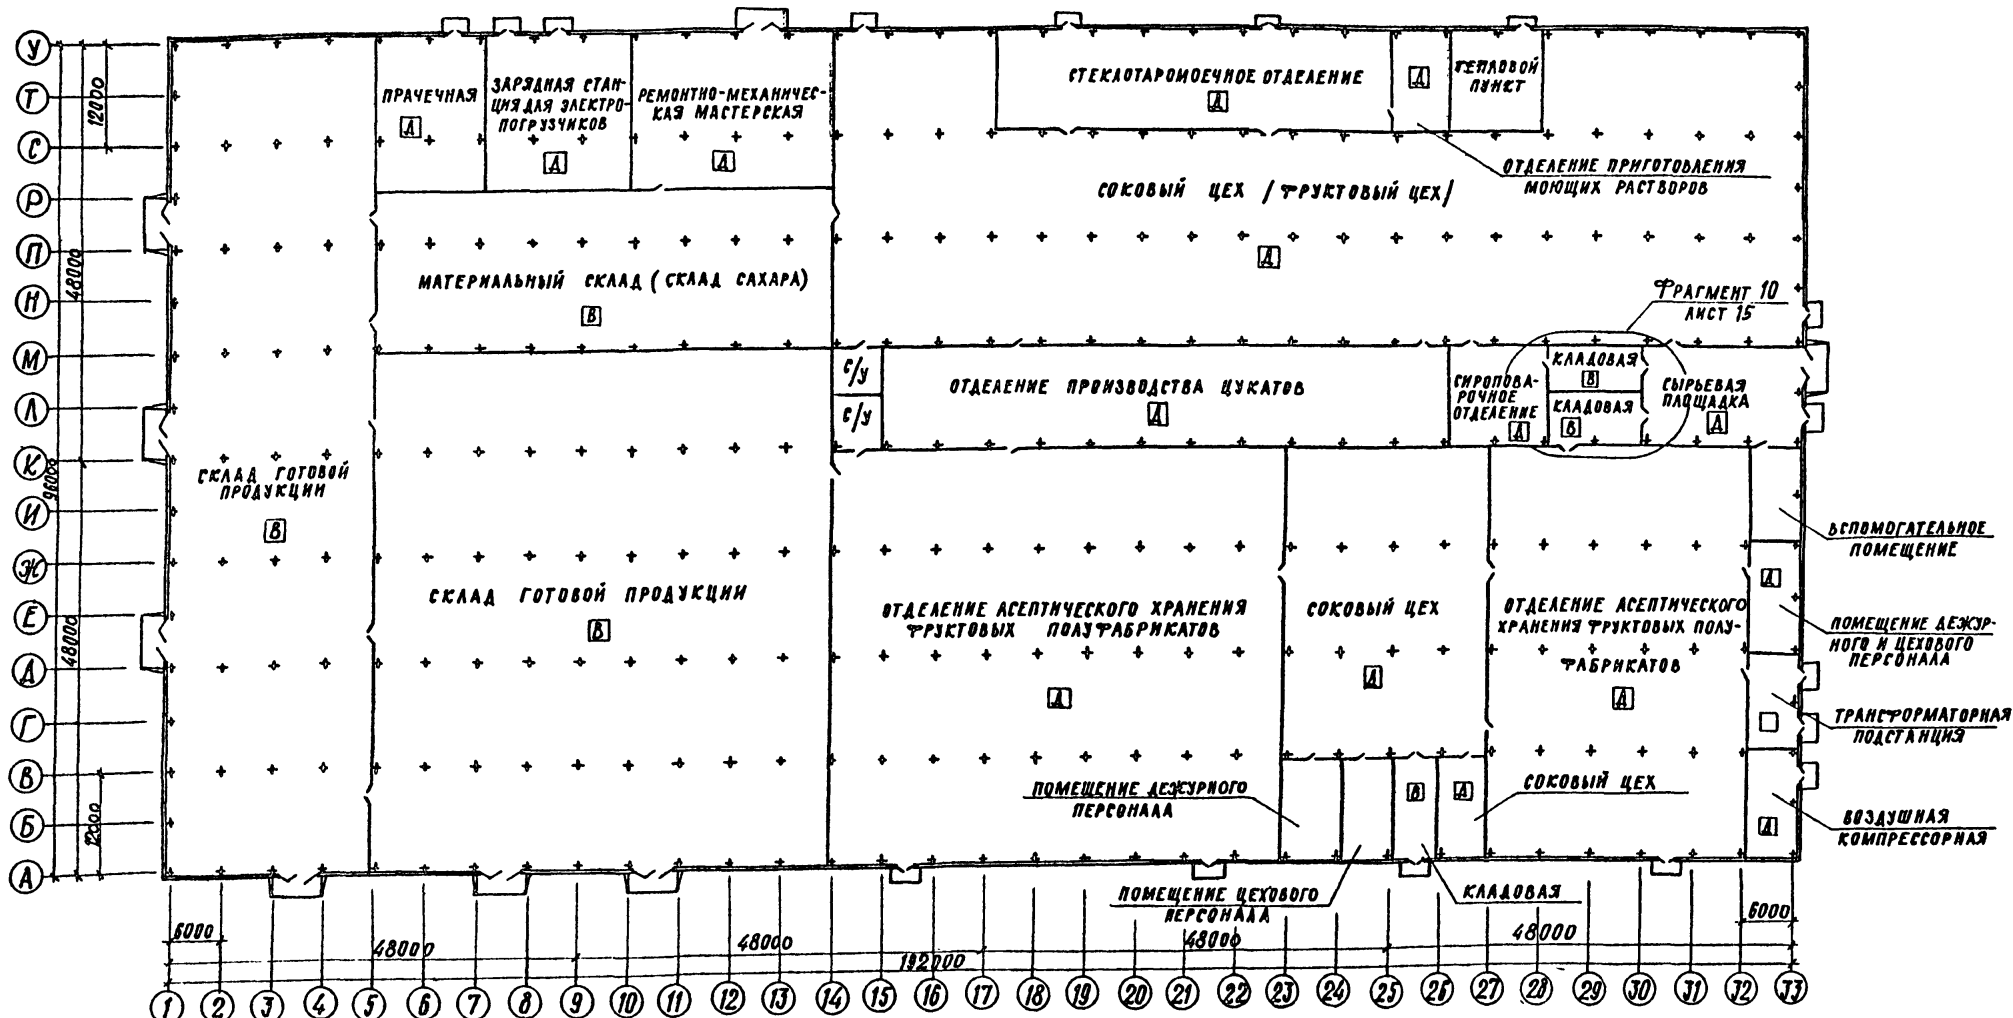 У
Т
С
Р
П
Н
М
Л
К
И
Ж
Е
Д
Г
В
Б
А
12000
48000
96000
48000
12000
ПРАЧЕЧНАЯ
Д
ЗАРЯДНАЯ СТАН-
ЦИЯ ДЛЯ ЭЛЕКТРО-
ПОГРУЗЧИКОВ
Д
РЕМОНТНО-МЕХАНИЧЕС-
КАЯ МАСТЕРСКАЯ
Д
СТЕКЛОТАРОМОЕЧНОЕ ОТДЕЛЕНИЕ
Д
Д
ТЕПЛОВОЙ
ПУНКТ
ОТДЕЛЕНИЕ ПРИГОТОВЛЕНИЯ
МОЮЩИХ РАСТВОРОВ
СОКОВЫЙ ЦЕХ /ФРУКТОВЫЙ ЦЕХ/
Д
МАТЕРИАЛЬНЫЙ СКЛАД (СКЛАД САХАРА)
В
ФРАГМЕНТ 10
ЛИСТ 15
С/У
С/У
ОТДЕЛЕНИЕ ПРОИЗВОДСТВА ЦУКАТОВ
Д
СИРОПОВА-
РОЧНОЕ
ОТДЕЛЕНИЕ
Д
КЛАДОВАЯ
В
КЛАДОВАЯ
В
СЫРЬЕВАЯ
ПЛОЩАДКА
Д
СКЛАД ГОТОВОЙ
ПРОДУКЦИИ
В
СКЛАД ГОТОВОЙ ПРОДУКЦИИ
В
ОТДЕЛЕНИЕ АСЕПТИЧЕСКОГО ХРАНЕНИЯ
ФРУКТОВЫХ ПОЛУФАБРИКАТОВ
Д
СОКОВЫЙ ЦЕХ
Д
ОТДЕЛЕНИЕ АСЕПТИЧЕСКОГО
ХРАНЕНИЯ ФРУКТОВЫХ ПОЛУ-
ФАБРИКАТОВ
Д
ВСПОМОГАТЕЛЬНОЕ
ПОМЕЩЕНИЕ
Д
ПОМЕЩЕНИЕ ДЕЖУР-
НОГО И ЦЕХОВОГО
ПЕРСОНАЛА
ТРАНСФОРМАТОРНАЯ
ПОДСТАНЦИЯ
Д
ВОЗДУШНАЯ
КОМПРЕССОРНАЯ
ПОМЕЩЕНИЕ ДЕЖУРНОГО
ПЕРСОНАЛА
В
Д
СОКОВЫЙ ЦЕХ
ПОМЕЩЕНИЕ ЦЕХОВОГО
ПЕРСОНАЛА
КЛАДОВАЯ
6000
48000
48000
48000
48000
6000
192000
1 2 3 4 5 6 7 8 9 10 11 12 13 14 15 16 17 18 19 20 21 22 23 24 25 26 27 28 29 30 31 32 33